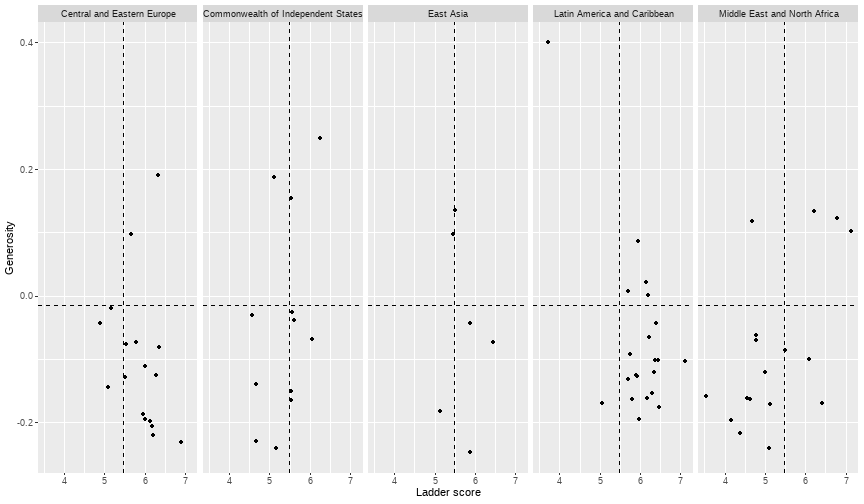 Central and Eastern Europe Commonwealth of Independent States East Asia Latin America and Caribbean Middle East and North Africa
0.4
0.2
0.0
-0.2
Generosity
4 5 6 7 4 5 6 7 4 5 6 7 4 5 6 7 4 5 6 7
Ladder score